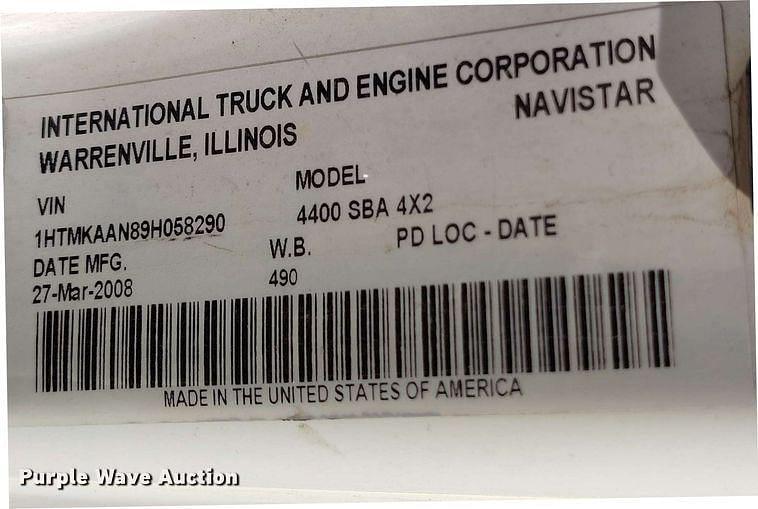 INTERNATIONAL TRUCK AND ENGINE CORPORATION
WARRENVILLE, ILLINOIS NAVISTAR
VIN MODEL
1HTMKAAN89H058290 4400 SBA 4X2
DATE MFG. W.B. PD LOC - DATE
27-Mar-2008 490
MADE IN THE UNITED STATES OF AMERICA
Purple Wave Auction